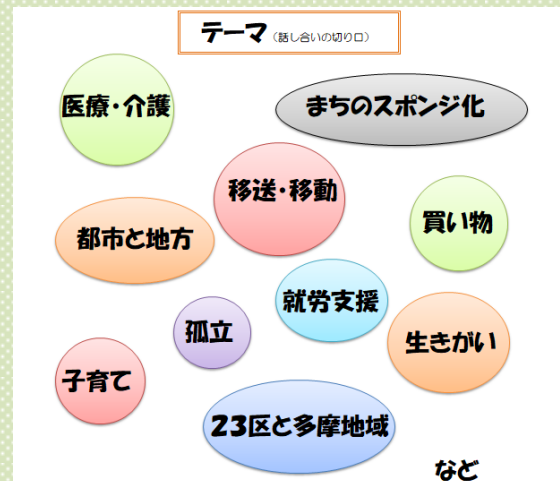 テーマ（話し合いの切り口）
医療・介護
まちのスポンジ化
移送・移動
買い物
都市と地方
就労支援
孤立
生きがい
子育て
23区と多摩地域
など